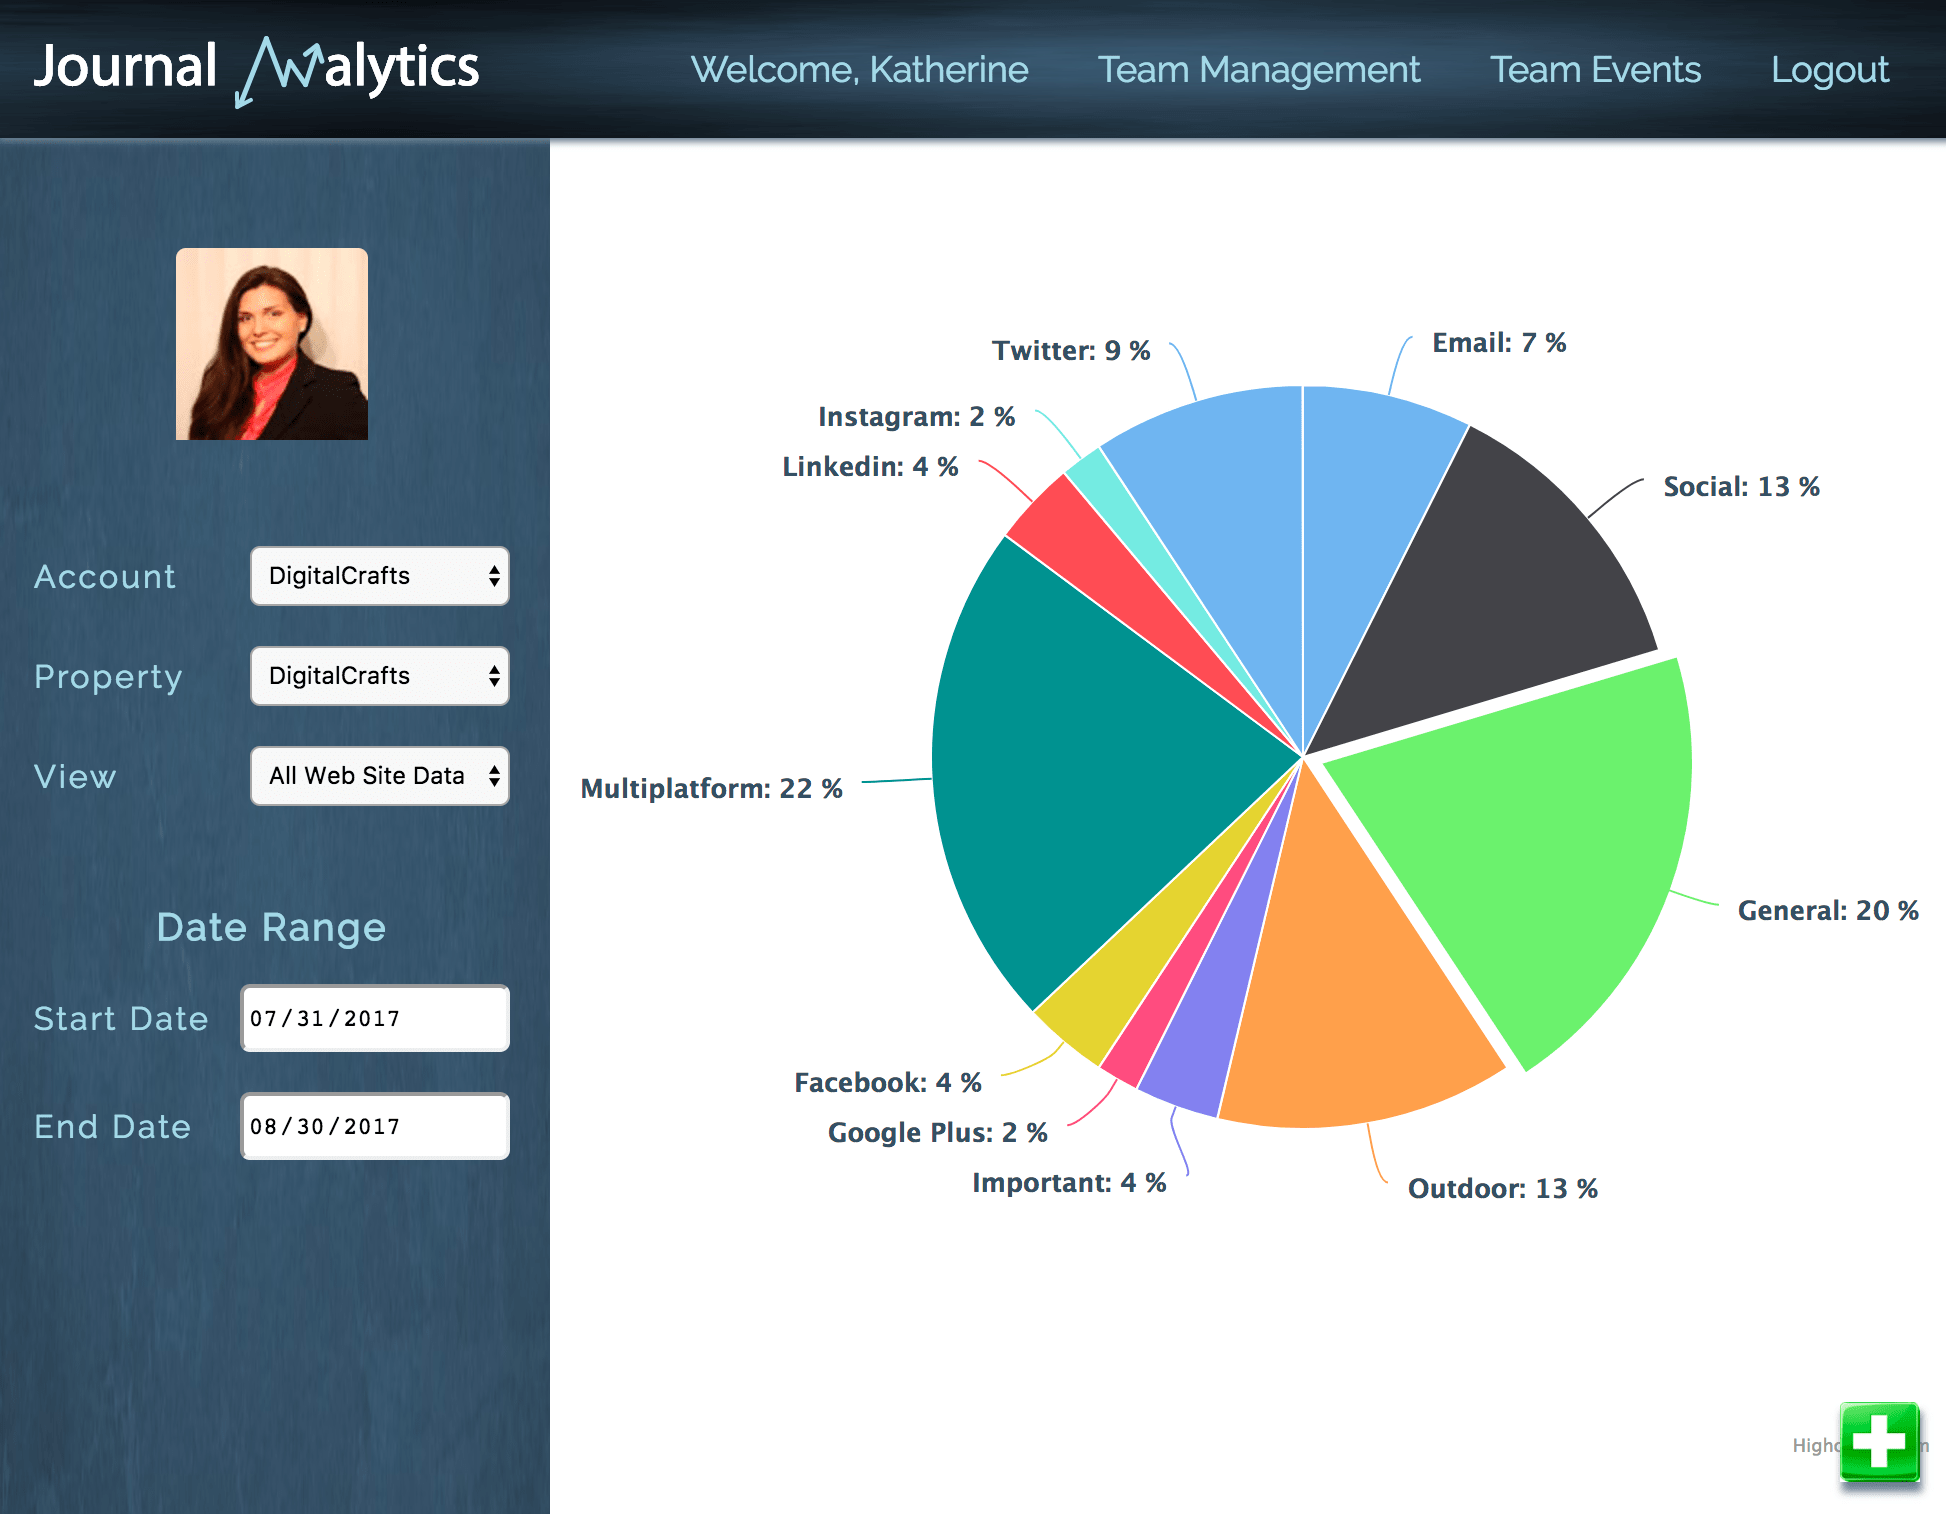 Journal Analytics
Welcome, Katherine
Team Management
Team Events
Logout
Account
DigitalCrafts
Property
DigitalCrafts
View
All Web Site Data
Date Range
Start Date
07/31/2017
End Date
08/30/2017
Twitter: 9 %
Email: 7 %
Instagram: 2 %
Linkedin: 4 %
Social: 13 %
Multiplatform: 22 %
General: 20 %
Facebook: 4 %
Google Plus: 2 %
Important: 4 %
Outdoor: 13 %